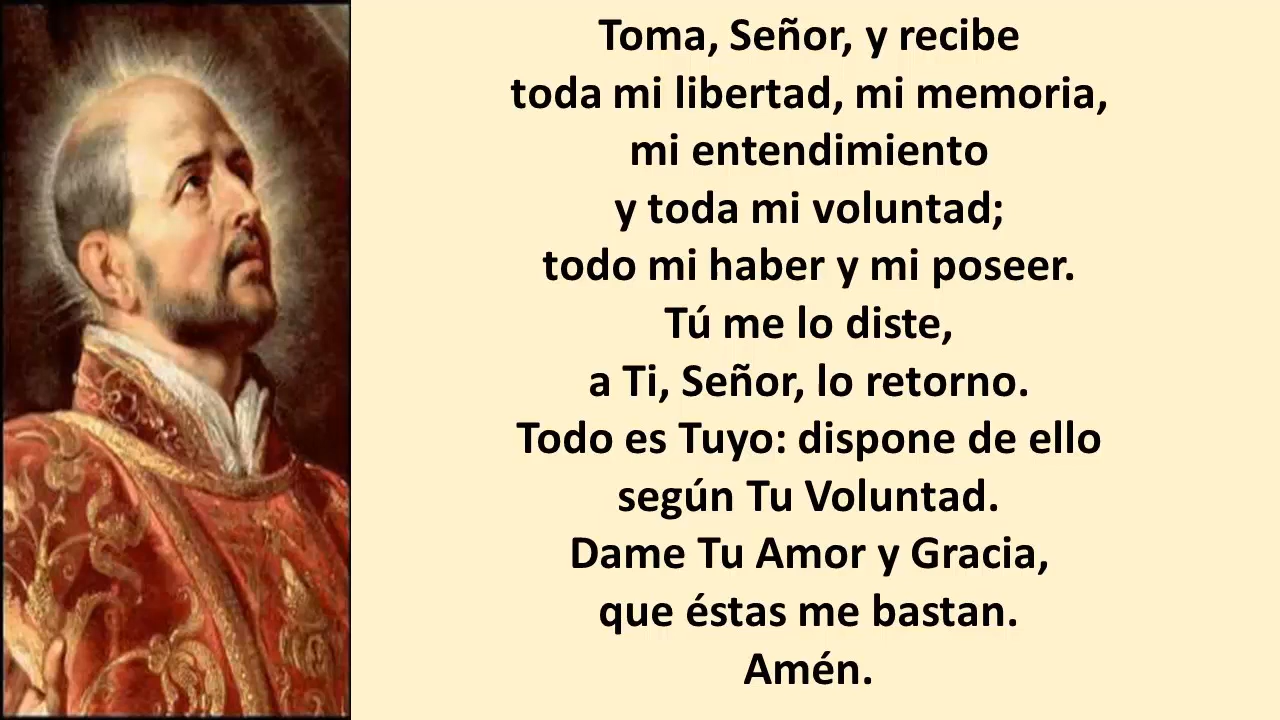 Toma, Señor, y recibe
toda mi libertad, mi memoria,
mi entendimiento
y toda mi voluntad;
todo mi haber y mi poseer.
Tú me lo diste,
a Ti, Señor, lo retorno.
Todo es Tuyo: dispone de ello
según Tu Voluntad.
Dame Tu Amor y Gracia,
que éstas me bastan.
Amén.